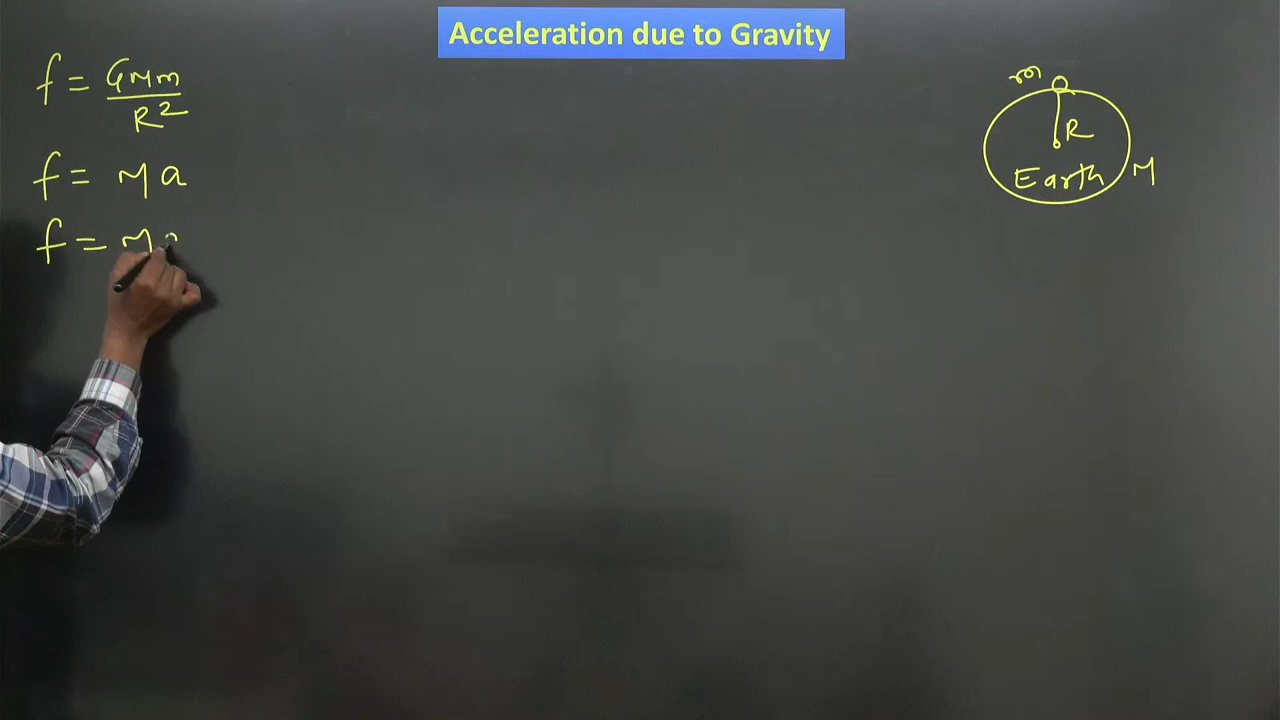 Acceleration due to Gravity
f = GMm / R²
f = Ma
f = M
m
R
Earth
M